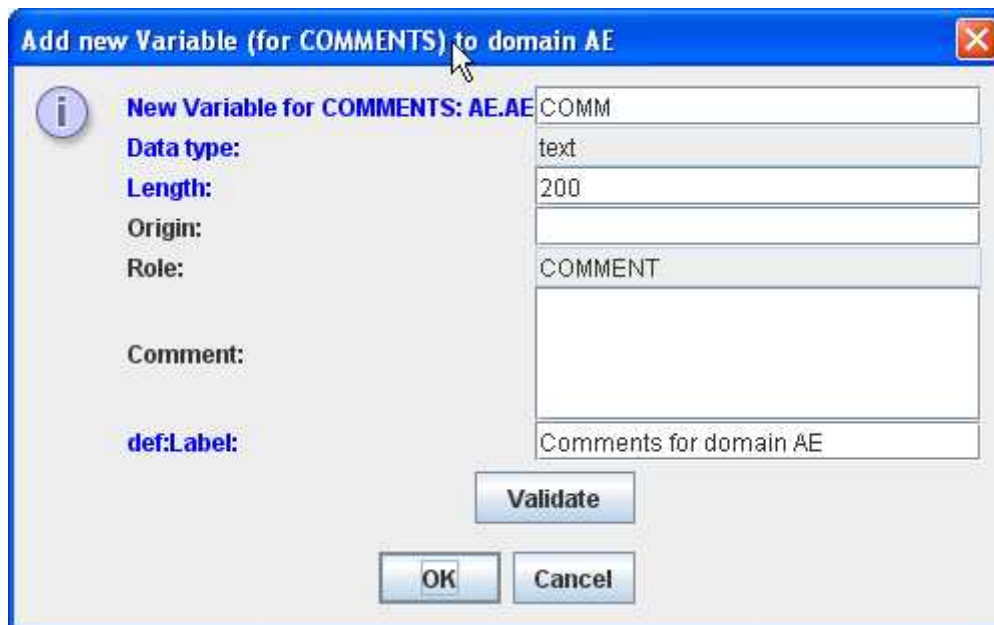 Add new Variable (for COMMENTS) to domain AE
i
New Variable for COMMENTS: AE.AE COMM
Data type: text
Length: 200
Origin:
Role: COMMENT
Comment:
def:Label: Comments for domain AE
Validate
OK Cancel